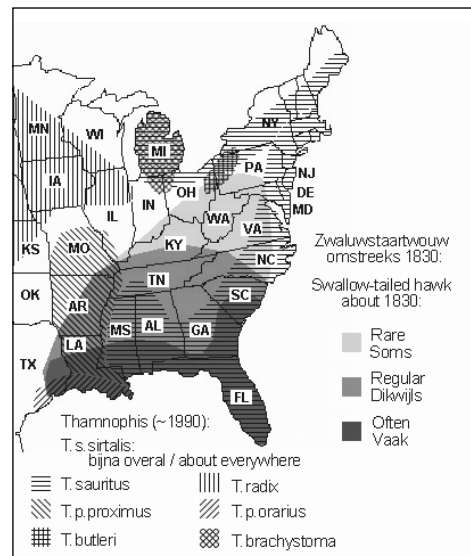 NY
MN
WI
MI
PA
NJ
DE
MD
IA
OH
IN
IL
WA
VA
KS
MO
KY
NC
TN
OK
AR
SC
MS
AL
GA
LA
TX
FL
Zwaluwstaartwouw
omstreeks 1830:
Swallow-tailed hawk
about 1830:
Rare
Soms
Regular
Dikwijls
Often
Vaak
Thamnophis (~1990):
T.s.sirtalis:
bijna overal / about everywhere
T.sauritus
T.radix
T.p.proximus
T.p.orarius
T.butleri
T.brachystoma